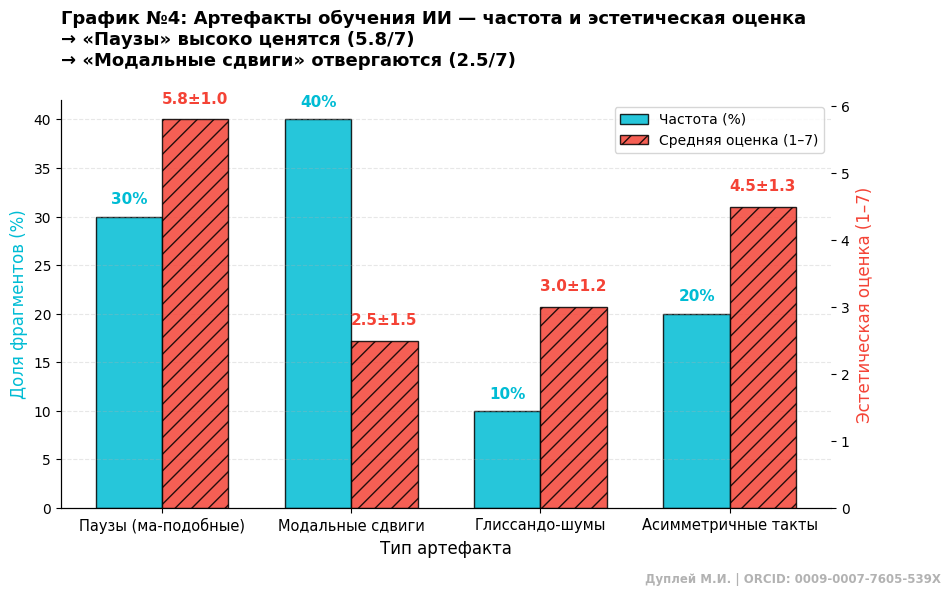 График №4: Артефакты обучения ИИ — частота и эстетическая оценка
→ «Паузы» высоко ценятся (5.8/7)
→ «Модальные сдвиги» отвергаются (2.5/7)
5.8±1.0
40%
30%
2.5±1.5
10%
3.0±1.2
20%
4.5±1.3
Частота (%)
Средняя оценка (1–7)
Доля фрагментов (%)
40
35
30
25
20
15
10
5
0
Эстетическая оценка (1–7)
6
5
4
3
2
1
0
Паузы (ма-подобные)
Модальные сдвиги
Глиссандо-шумы
Асимметричные такты
Тип артефакта
Дуплей М.И. | ORCID: 0009-0007-7605-539X